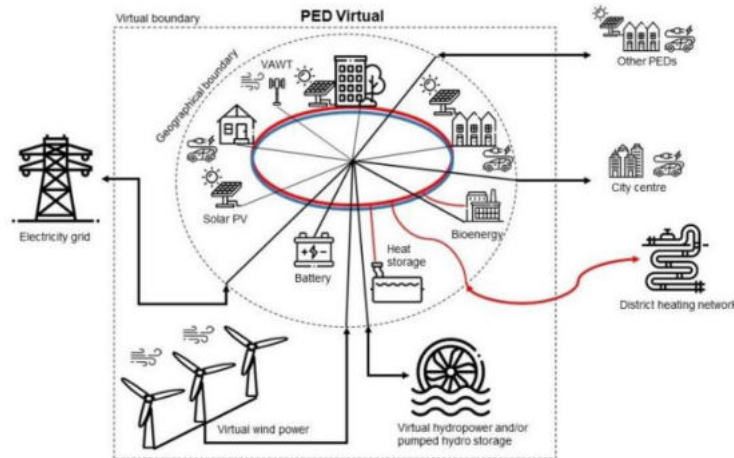 Virtual boundary
PED Virtual
Geographical boundary
VAWT
Other PEDs
City centre
Electricity grid
Solar PV
Battery
Heat
storage
Bioenergy
District heating network
Virtual wind power
Virtual hydropower and/or
pumped hydro storage